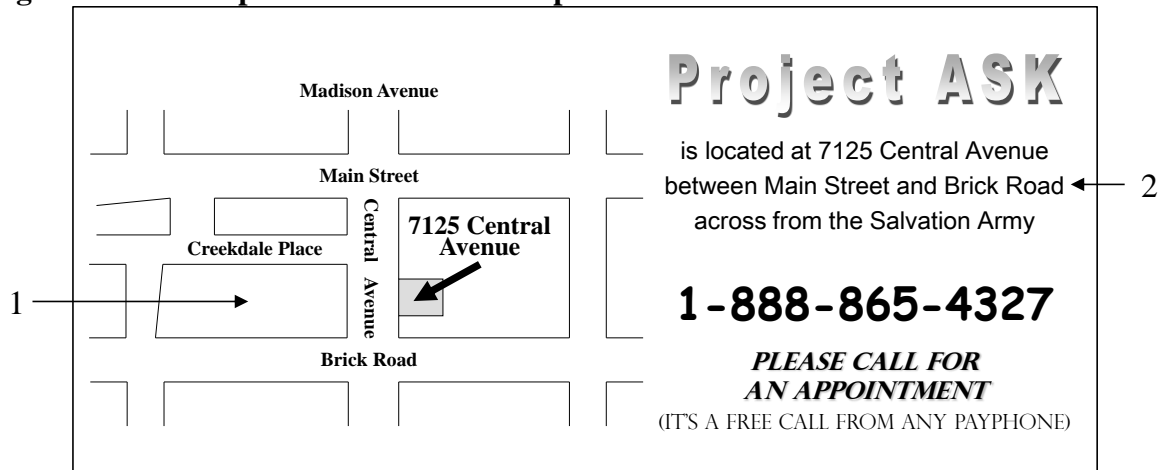 Madison Avenue
Main Street
Central Avenue
7125 Central
Avenue
Creekdale Place
1
Brick Road
Project ASK
is located at 7125 Central Avenue
between Main Street and Brick Road
2
across from the Salvation Army
1-888-865-4327
PLEASE CALL FOR
AN APPOINTMENT
(IT'S A FREE CALL FROM ANY PAYPHONE)